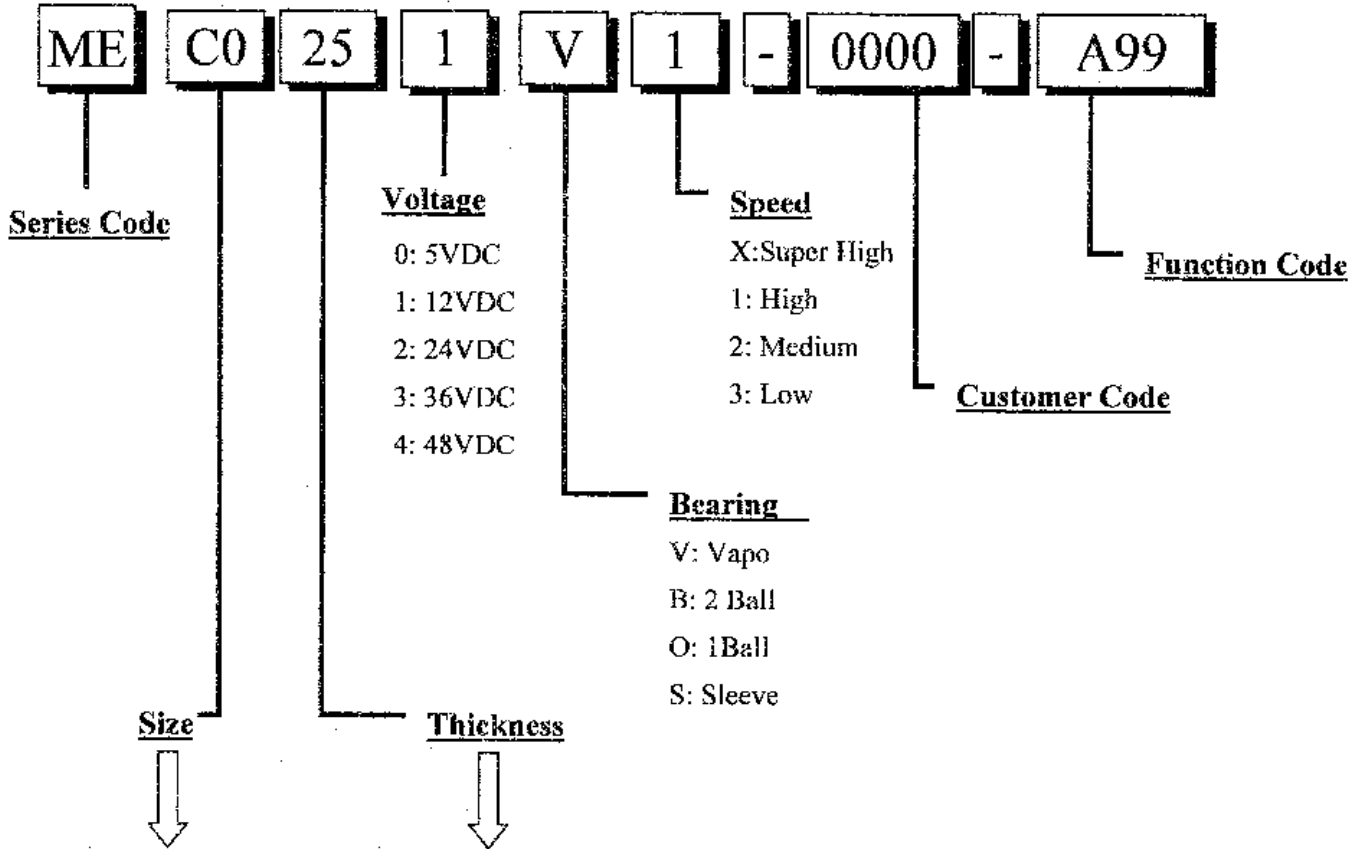 ME C0 25 1 V 1 - 0000 - A99
Series Code
Voltage
0: 5VDC
1: 12VDC
2: 24VDC
3: 36VDC
4: 48VDC
Speed
X:Super High
1: High
2: Medium
3: Low
Function Code
Customer Code
Bearing
V: Vapo
B: 2 Ball
O: 1Ball
S: Sleeve
Size
Thickness